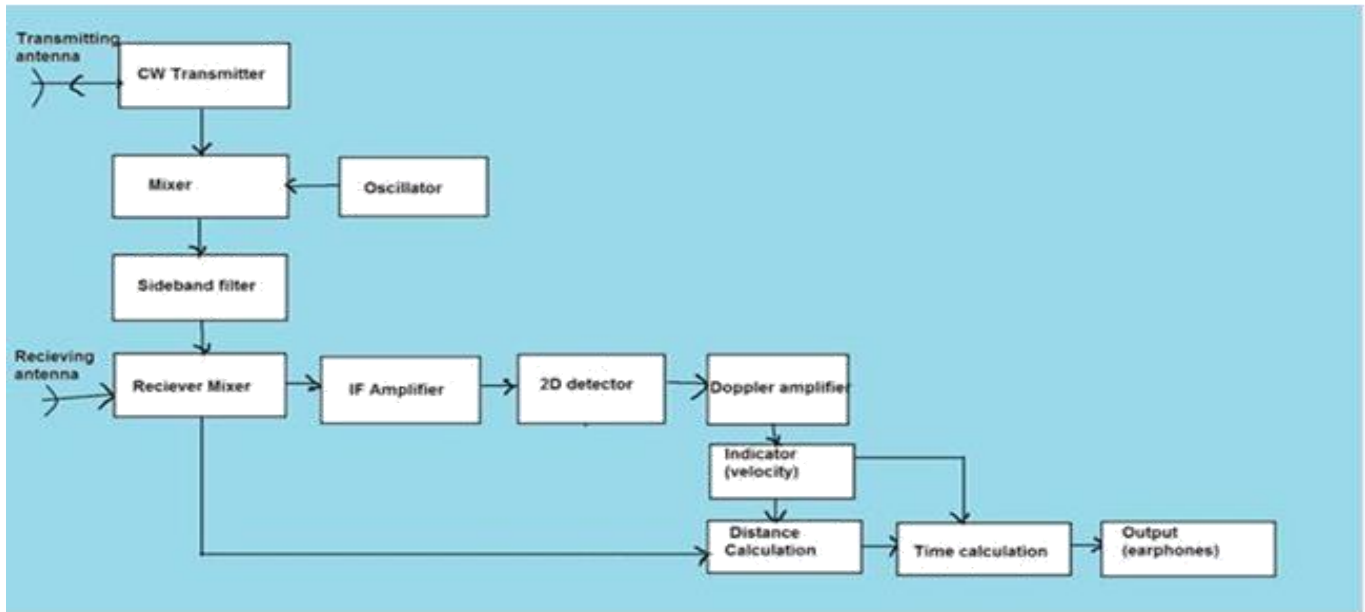 Transmitting
antenna
CW Transmitter
Mixer
Oscillator
Sideband filter
Recieving
antenna
Reciever Mixer
IF Amplifier
2D detector
Doppler amplifier
Indicator
(velocity)
Distance
Calculation
Time calculation
Output
(earphones)